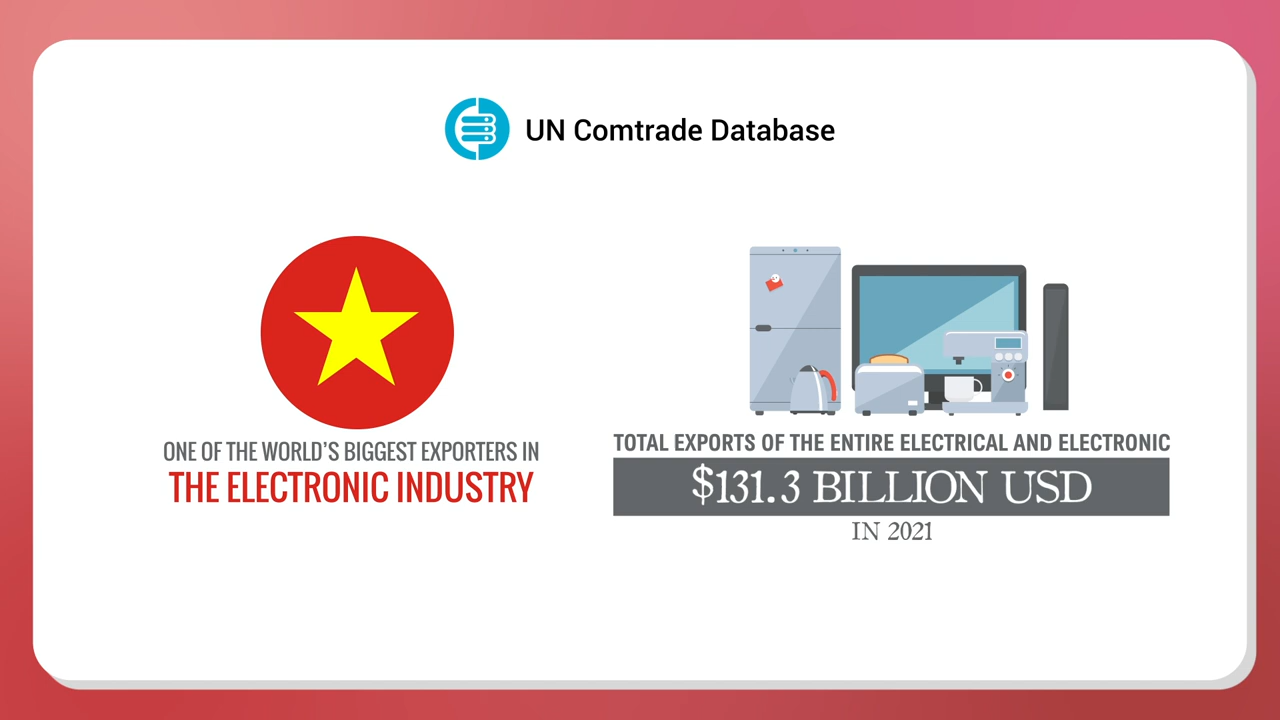 UN Comtrade Database
ONE OF THE WORLD'S BIGGEST EXPORTERS IN
THE ELECTRONIC INDUSTRY
TOTAL EXPORTS OF THE ENTIRE ELECTRICAL AND ELECTRONIC
$131.3 BILLION USD
IN 2021